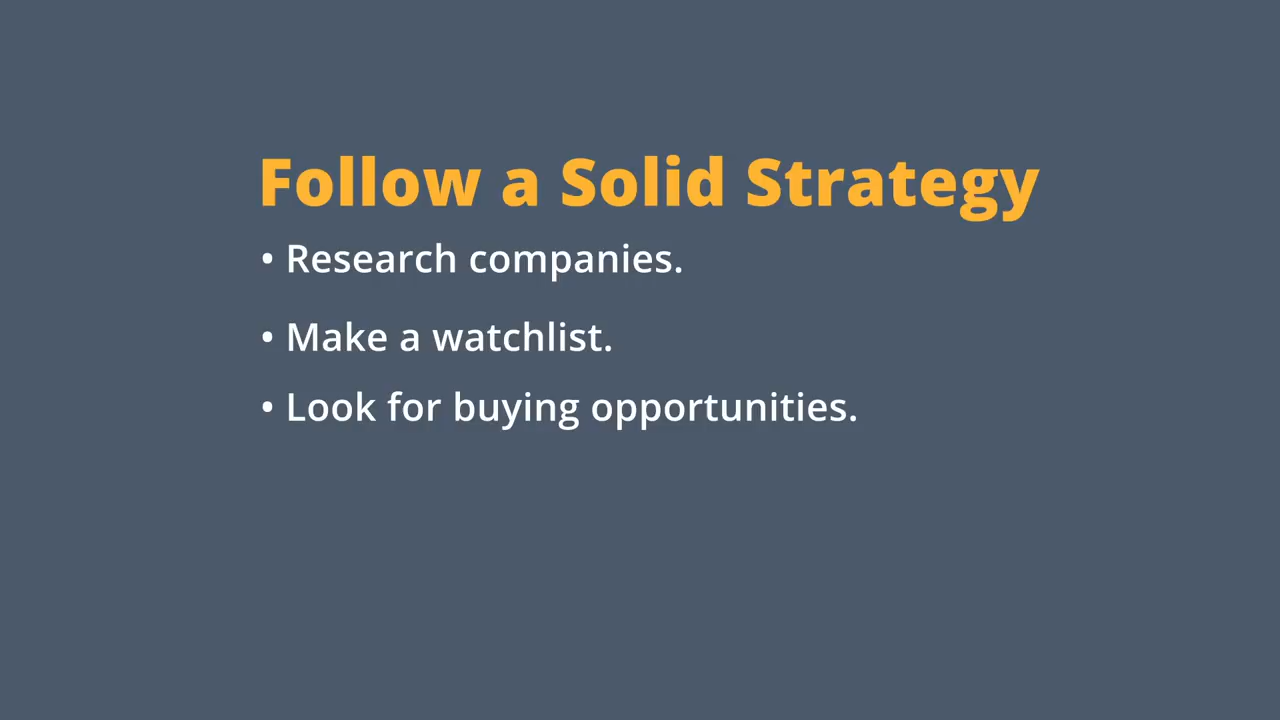 Follow a Solid Strategy
• Research companies.
• Make a watchlist.
• Look for buying opportunities.